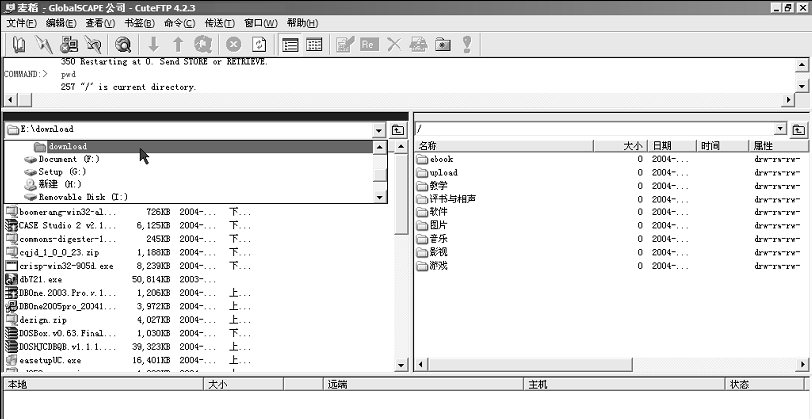 麦稻 - GlobalSCAPE 公司 - CuteFTP 4.2.3
文件(F) 编辑(E) 查看(V) 书签(B) 命令(C) 传送(T) 窗口(W) 帮助(H)
350 Restarting at 0. Send STORE or RETRIEVE.
COMMAND:> pwd
257 "/" is current directory.
E:\download
download
Document (F:)
Setup (G:)
新建 (H:)
Removable Disk (I:)
boomerang-win32-al... 726KB 2004-... 下...
CASE Studio 2 v2.1... 6,125KB 2004-... 下...
commons-digester-1... 245KB 2004-... 下...
cqjd_1_0_0_23.zip 1,188KB 2004-... 下...
crisp-win32-905d.exe 8,239KB 2004-... 下...
db721.exe 50,814KB 2003-...
DBOne.2003.Pro.v.1... 1,206KB 2004-... 上...
DBOne2005pro_20041... 3,972KB 2004-... 上...
dezign.zip 4,027KB 2004-... 上...
DOSBox.v0.63.Final... 1,030KB 2004-... 下...
DOSHJCDBQB.v1.1.1.... 39,323KB 2004-... 上...
easetupUC.exe 16,401KB 2004-... 上...
/
名称 大小 日期 时间 属性
ebook 0 2004-... drw-rw-rw-
upload 0 2004-... drw-rw-rw-
教学 0 2004-... drw-rw-rw-
评书与相声 0 2004-... drw-rw-rw-
软件 0 2004-... drw-rw-rw-
图片 0 2004-... drw-rw-rw-
音乐 0 2004-... drw-rw-rw-
影视 0 2004-... drw-rw-rw-
游戏 0 2004-... drw-rw-rw-
本地 大小 远端 主机 状态